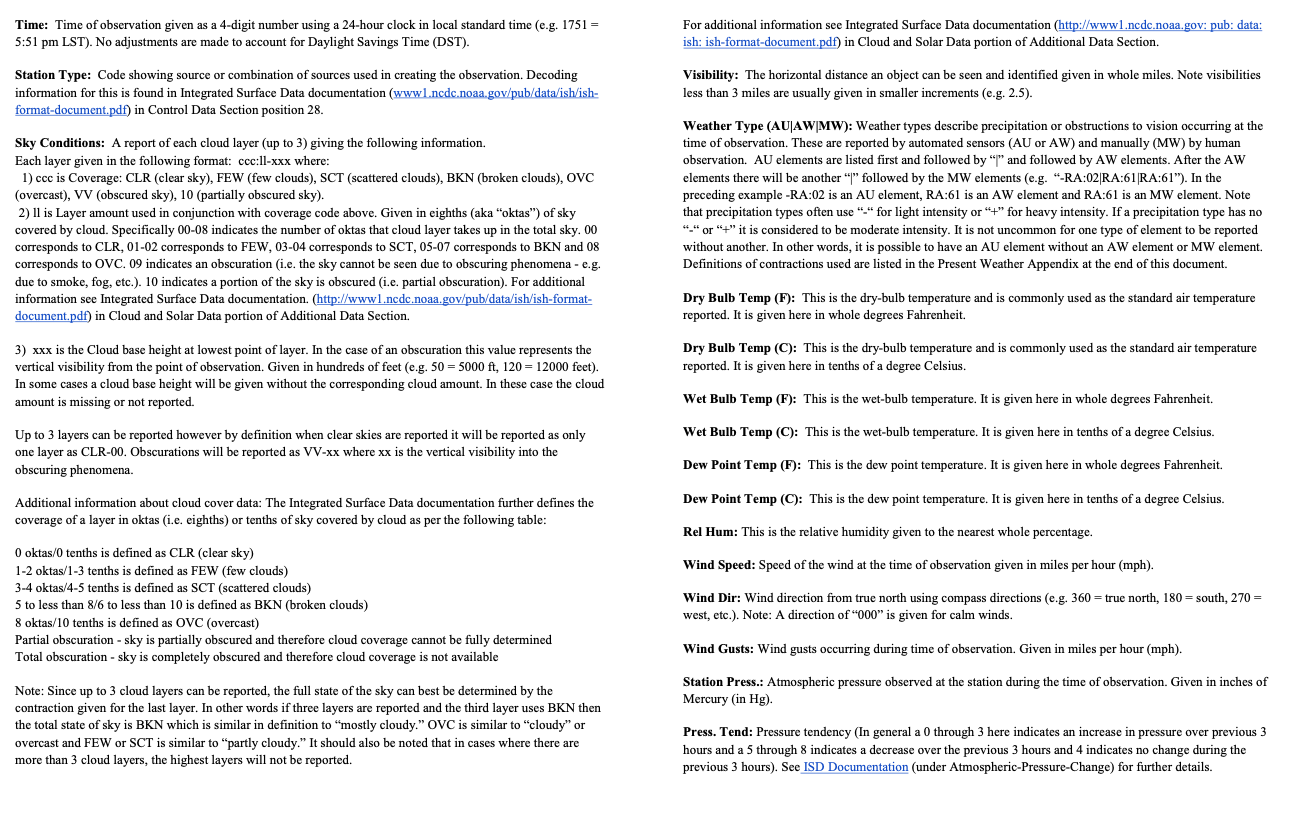 Time: Time of observation given as a 4-digit number using a 24-hour clock in local standard time (e.g. 1751 =
5:51 pm LST). No adjustments are made to account for Daylight Savings Time (DST).
Station Type: Code showing source or combination of sources used in creating the observation. Decoding
information for this is found in Integrated Surface Data documentation (www1.ncdc.noaa.gov/pub/data/ish/ish-
format-document.pdf) in Control Data Section position 28.
Sky Conditions: A report of each cloud layer (up to 3) giving the following information.
Each layer given in the following format: ccc:ll-xxx where:
1) ccc is Coverage: CLR (clear sky), FEW (few clouds), SCT (scattered clouds), BKN (broken clouds), OVC
(overcast), VV (obscured sky), 10 (partially obscured sky).
2) ll is Layer amount used in conjunction with coverage code above. Given in eighths (aka “oktas”) of sky
covered by cloud. Specifically 00-08 indicates the number of oktas that cloud layer takes up in the total sky. 00
corresponds to CLR, 01-02 corresponds to FEW, 03-04 corresponds to SCT, 05-07 corresponds to BKN and 08
corresponds to OVC. 09 indicates an obscuration (i.e. the sky cannot be seen due to obscuring phenomena - e.g.
due to smoke, fog, etc.). 10 indicates a portion of the sky is obscured (i.e. partial obscuration). For additional
information see Integrated Surface Data documentation. (http://www1.ncdc.noaa.gov/pub/data/ish/ish-format-
document.pdf) in Cloud and Solar Data portion of Additional Data Section.
3) xxx is the Cloud base height at lowest point of layer. In the case of an obscuration this value represents the
vertical visibility from the point of observation. Given in hundreds of feet (e.g. 50 = 5000 ft, 120 = 12000 feet).
In some cases a cloud base height will be given without the corresponding cloud amount. In these case the cloud
amount is missing or not reported.
Up to 3 layers can be reported however by definition when clear skies are reported it will be reported as only
one layer as CLR-00. Obscurations will be reported as VV-xx where xx is the vertical visibility into the
obscuring phenomena.
Additional information about cloud cover data: The Integrated Surface Data documentation further defines the
coverage of a layer in oktas (i.e. eighths) or tenths of sky covered by cloud as per the following table:
0 oktas/0 tenths is defined as CLR (clear sky)
1-2 oktas/1-3 tenths is defined as FEW (few clouds)
3-4 oktas/4-5 tenths is defined as SCT (scattered clouds)
5 to less than 8/6 to less than 10 is defined as BKN (broken clouds)
8 oktas/10 tenths is defined as OVC (overcast)
Partial obscuration - sky is partially obscured and therefore cloud coverage cannot be fully determined
Total obscuration - sky is completely obscured and therefore cloud coverage is not available
Note: Since up to 3 cloud layers can be reported, the full state of the sky can best be determined by the
contraction given for the last layer. In other words if three layers are reported and the third layer uses BKN then
the total state of sky is BKN which is similar in definition to “mostly cloudy.” OVC is similar to “cloudy” or
overcast and FEW or SCT is similar to “partly cloudy.” It should also be noted that in cases where there are
more than 3 cloud layers, the highest layers will not be reported.
For additional information see Integrated Surface Data documentation (http://www1.ncdc.noaa.gov: pub: data:
ish: ish-format-document.pdf) in Cloud and Solar Data portion of Additional Data Section.
Visibility: The horizontal distance an object can be seen and identified given in whole miles. Note visibilities
less than 3 miles are usually given in smaller increments (e.g. 2.5).
Weather Type (AU|AW|MW): Weather types describe precipitation or obstructions to vision occurring at the
time of observation. These are reported by automated sensors (AU or AW) and manually (MW) by human
observation. AU elements are listed first and followed by “|” and followed by AW elements. After the AW
elements there will be another “|” followed by the MW elements (e.g. “-RA:02|RA:61|RA:61”). In the
preceding example -RA:02 is an AU element, RA:61 is an AW element and RA:61 is an MW element. Note
that precipitation types often use “-“ for light intensity or “+” for heavy intensity. If a precipitation type has no
“-“ or “+” it is considered to be moderate intensity. It is not uncommon for one type of element to be reported
without another. In other words, it is possible to have an AU element without an AW element or MW element.
Definitions of contractions used are listed in the Present Weather Appendix at the end of this document.
Dry Bulb Temp (F): This is the dry-bulb temperature and is commonly used as the standard air temperature
reported. It is given here in whole degrees Fahrenheit.
Dry Bulb Temp (C): This is the dry-bulb temperature and is commonly used as the standard air temperature
reported. It is given here in tenths of a degree Celsius.
Wet Bulb Temp (F): This is the wet-bulb temperature. It is given here in whole degrees Fahrenheit.
Wet Bulb Temp (C): This is the wet-bulb temperature. It is given here in tenths of a degree Celsius.
Dew Point Temp (F): This is the dew point temperature. It is given here in whole degrees Fahrenheit.
Dew Point Temp (C): This is the dew point temperature. It is given here in tenths of a degree Celsius.
Rel Hum: This is the relative humidity given to the nearest whole percentage.
Wind Speed: Speed of the wind at the time of observation given in miles per hour (mph).
Wind Dir: Wind direction from true north using compass directions (e.g. 360 = true north, 180 = south, 270 =
west, etc.). Note: A direction of “000” is given for calm winds.
Wind Gusts: Wind gusts occurring during time of observation. Given in miles per hour (mph).
Station Press.: Atmospheric pressure observed at the station during the time of observation. Given in inches of
Mercury (in Hg).
Press. Tend: Pressure tendency (In general a 0 through 3 here indicates an increase in pressure over previous 3
hours and a 5 through 8 indicates a decrease over the previous 3 hours and 4 indicates no change during the
previous 3 hours). See ISD Documentation (under Atmospheric-Pressure-Change) for further details.